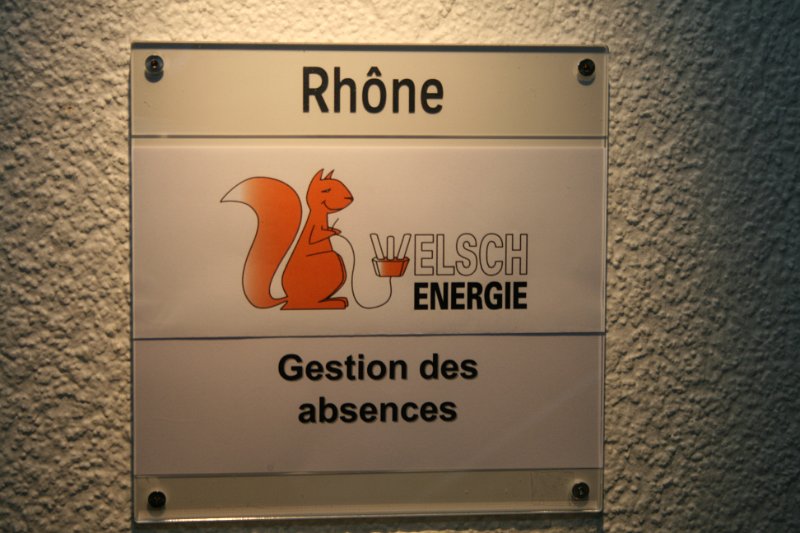 Rhône
WELSCH
ENERGIE
Gestion des
absences